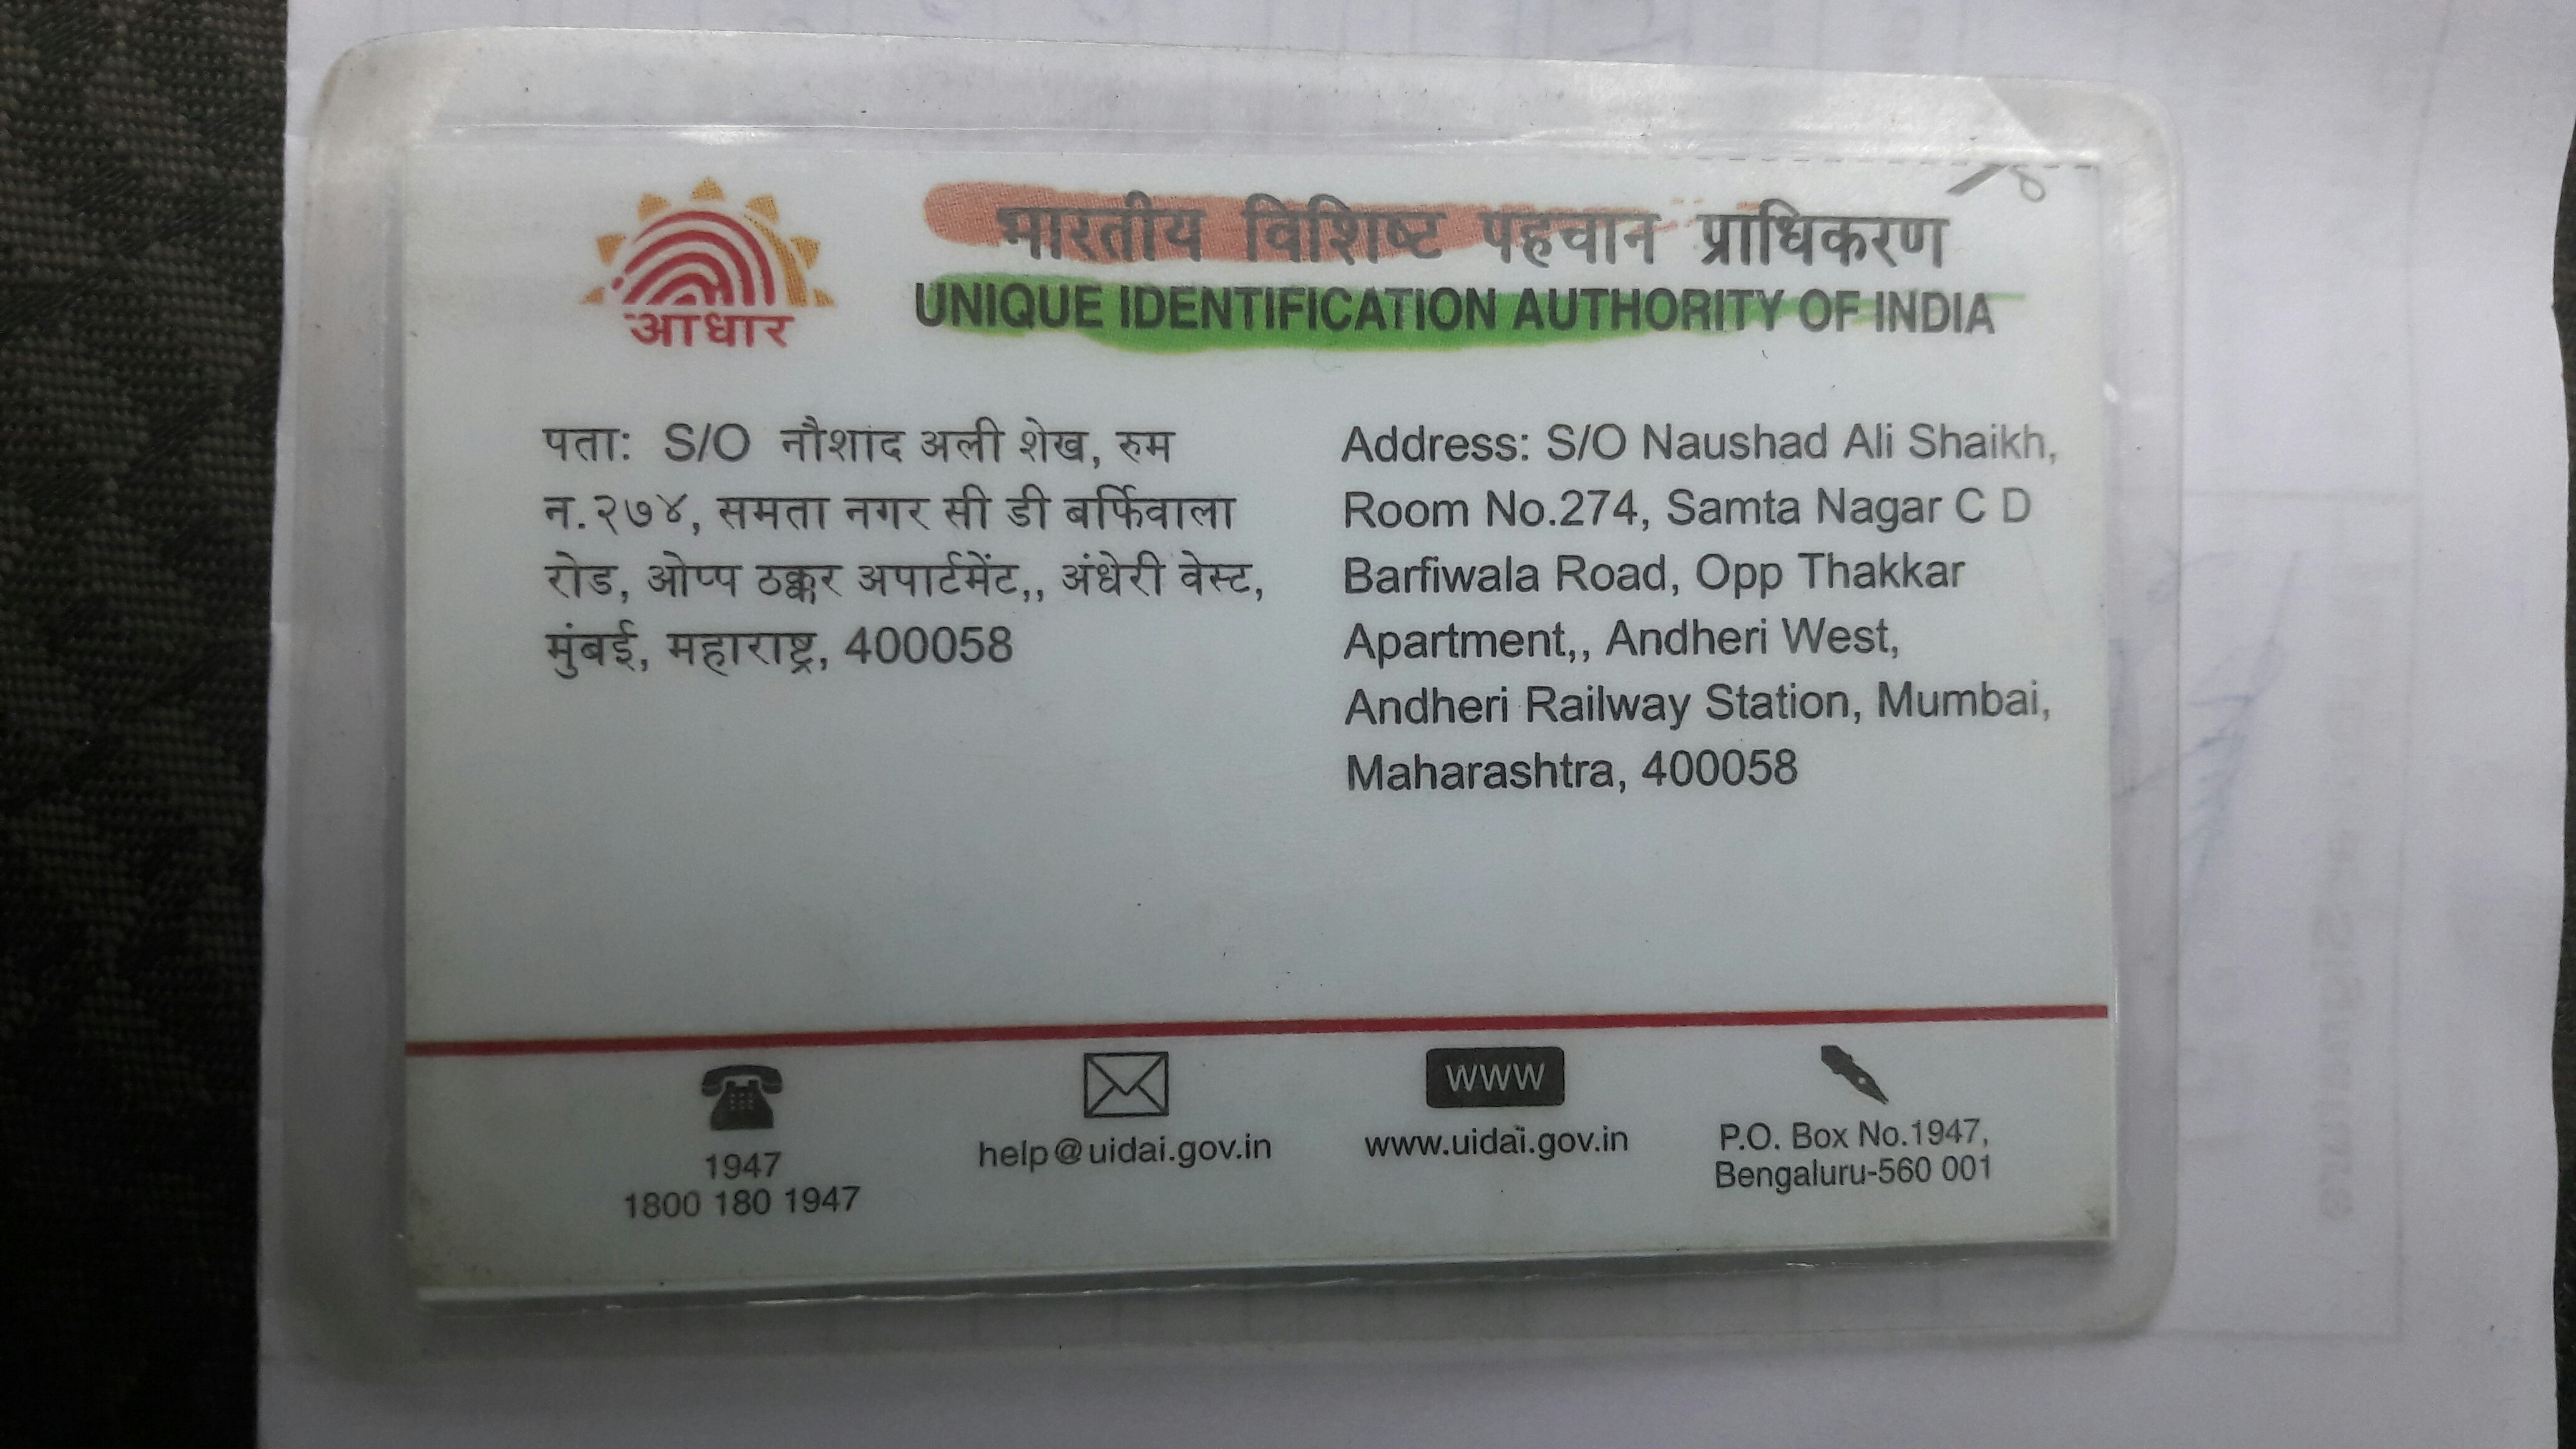 भारतीय विशिष्ट पहचान प्राधिकरण
UNIQUE IDENTIFICATION AUTHORITY OF INDIA
आधार
पता: S/O नौशाद अली शेख, रुम
न.२७४, समता नगर सी डी बर्फिवाला
रोड, ओप्प ठक्कर अपार्टमेंट,, अंधेरी वेस्ट,
मुंबई, महाराष्ट्र, 400058
Address: S/O Naushad Ali Shaikh,
Room No.274, Samta Nagar C D
Barfiwala Road, Opp Thakkar
Apartment,, Andheri West,
Andheri Railway Station, Mumbai,
Maharashtra, 400058
1947
1800 180 1947
help@uidai.gov.in
www
www.uidai.gov.in
P.O. Box No.1947,
Bengaluru-560 001